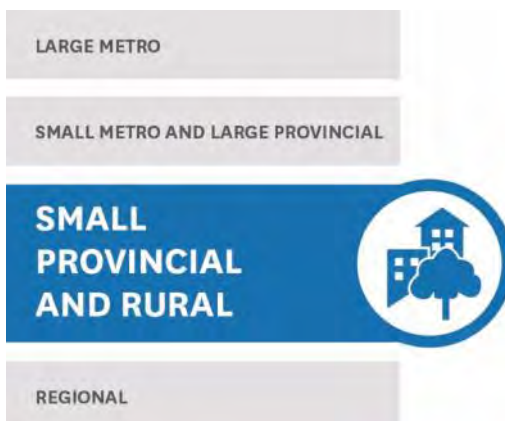 LARGE METRO
SMALL METRO AND LARGE PROVINCIAL
SMALL
PROVINCIAL
AND RURAL
REGIONAL